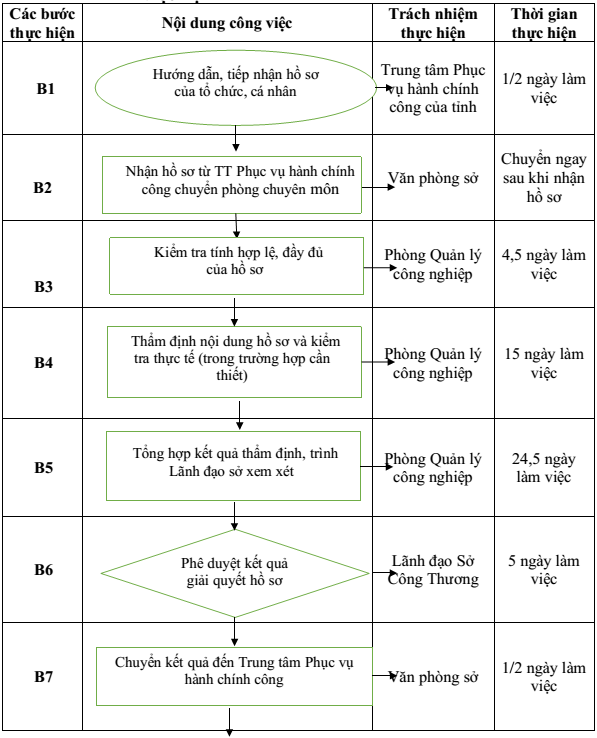 Các bước
thực hiện
Nội dung công việc
Trách nhiệm
thực hiện
Thời gian
thực hiện
B1
Hướng dẫn, tiếp nhận hồ sơ
của tổ chức, cá nhân
Trung tâm Phục
vụ hành chính
công của tỉnh
1/2 ngày làm
việc
B2
Nhận hồ sơ từ TT Phục vụ hành chính
công chuyển phòng chuyên môn
Văn phòng sở
Chuyển ngay
sau khi nhận
hồ sơ
B3
Kiểm tra tính hợp lệ, đầy đủ
của hồ sơ
Phòng Quản lý
công nghiệp
4,5 ngày làm
việc
B4
Thẩm định nội dung hồ sơ và kiểm
tra thực tế (trong trường hợp cần
thiết)
Phòng Quản lý
công nghiệp
15 ngày làm
việc
B5
Tổng hợp kết quả thẩm định, trình
Lãnh đạo sở xem xét
Phòng Quản lý
công nghiệp
24,5 ngày
làm việc
B6
Phê duyệt kết quả
giải quyết hồ sơ
Lãnh đạo Sở
Công Thương
5 ngày làm
việc
B7
Chuyển kết quả đến Trung tâm Phục vụ
hành chính công
Văn phòng sở
1/2 ngày làm
việc